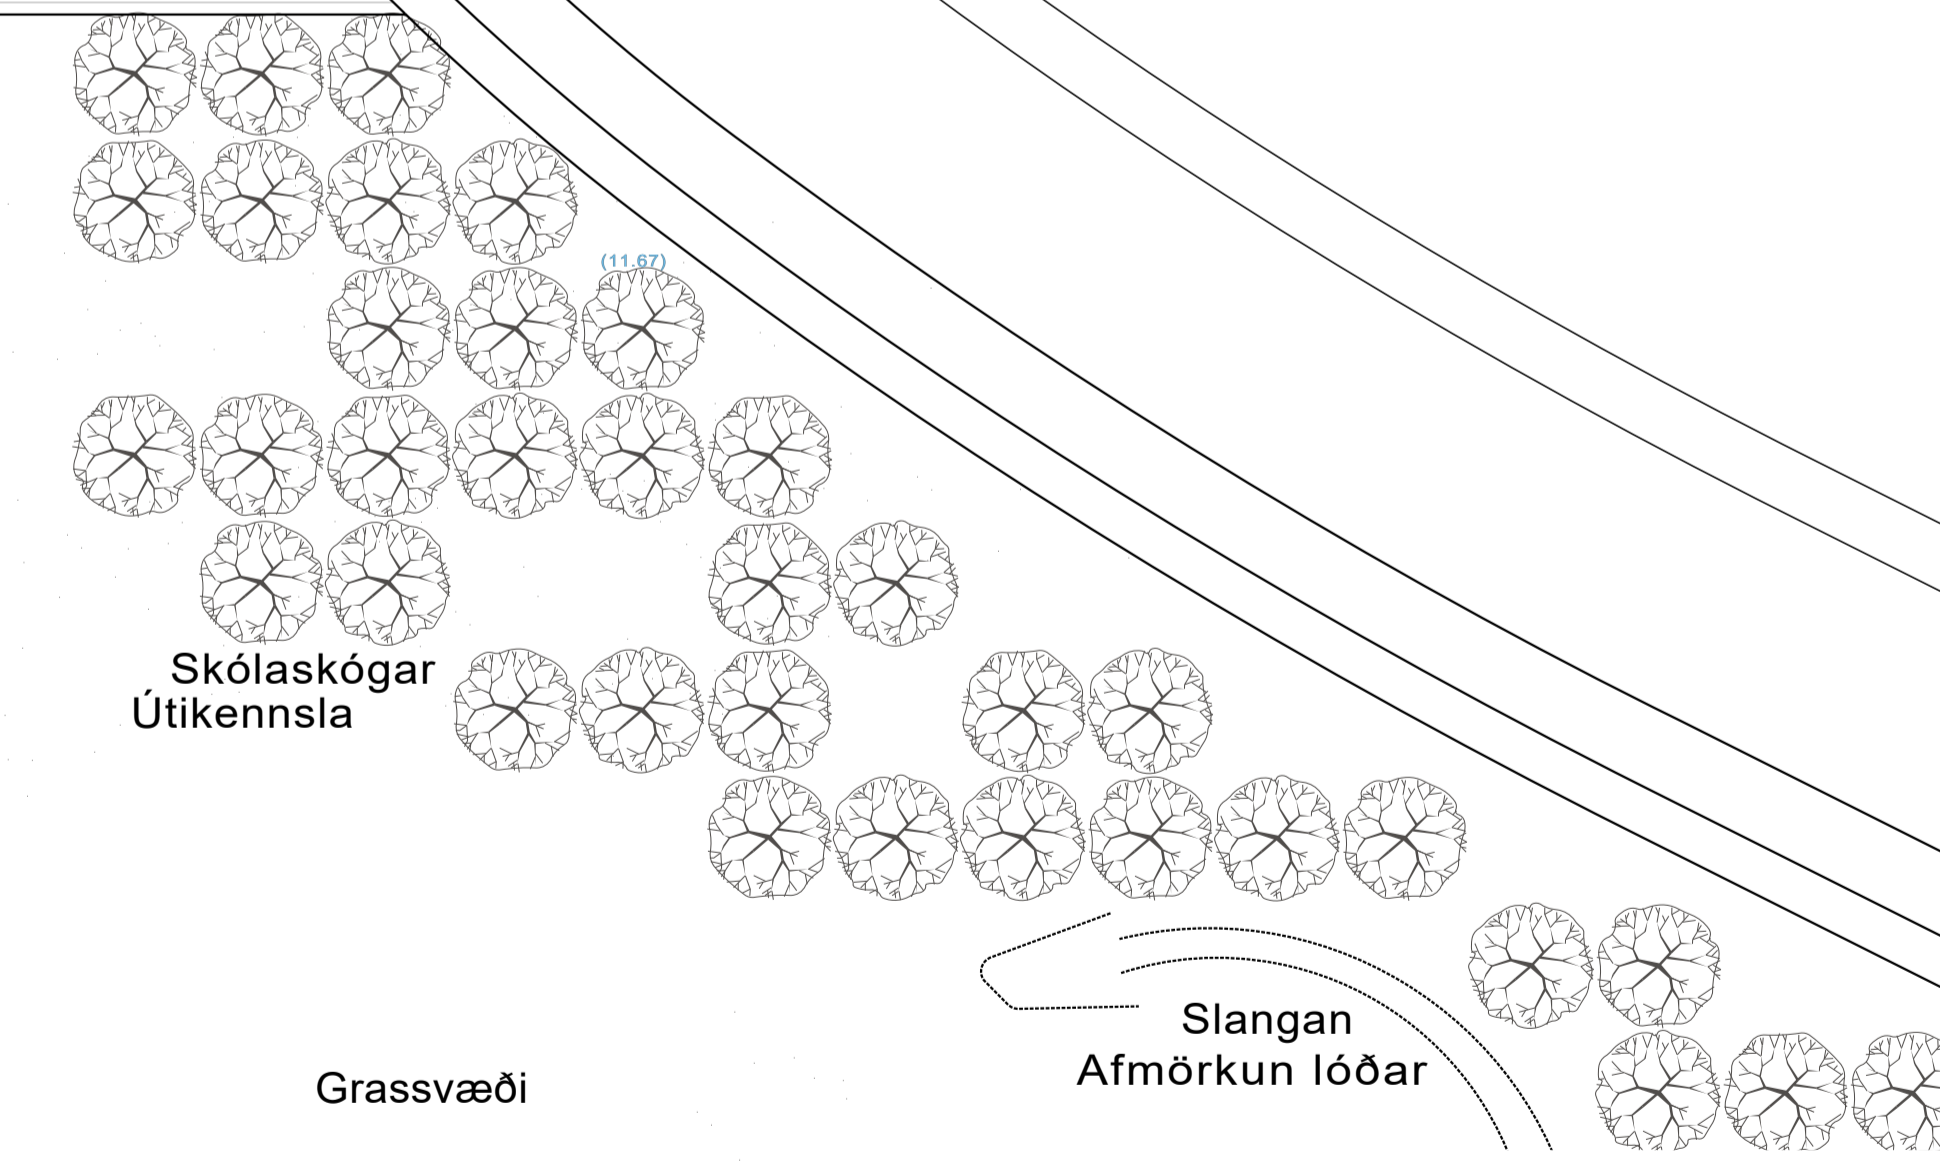 (11.67)
Skólaskógar
Útikennsla
Slangan
Afmörkun lóðar
Grassvæði